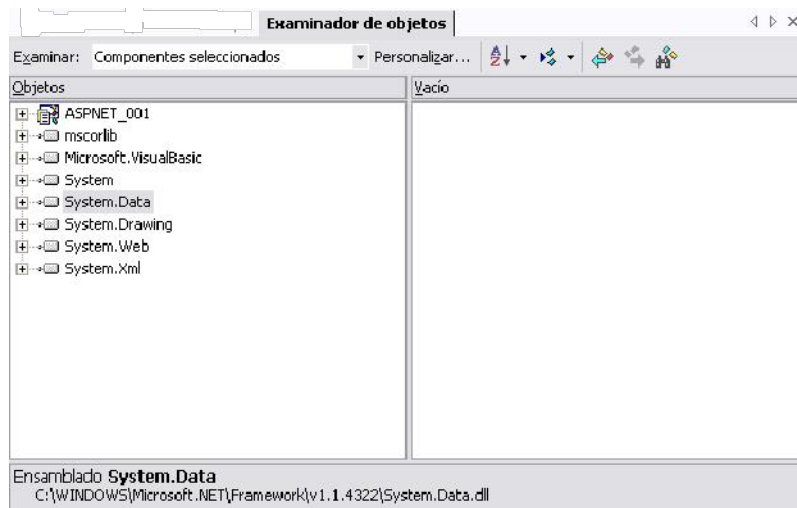 Examinador de objetos
Examinar: Componentes seleccionados Personalizar...
Objetos
Vacío
ASPNET_001
mscorlib
Microsoft.VisualBasic
System
System.Data
System.Drawing
System.Web
System.Xml
Ensamblado System.Data
C:\WINDOWS\Microsoft.NET\Framework\v1.1.4322\System.Data.dll